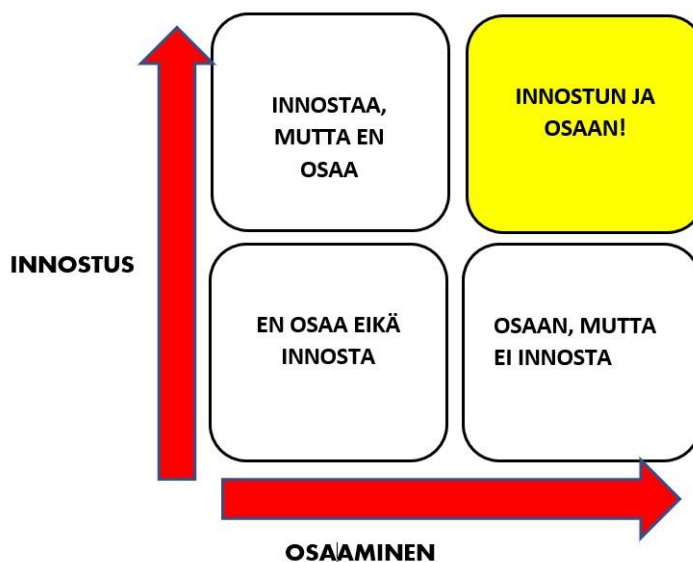 INNOSTAA,
MUTTA EN
OSAA
INNOSTUN JA
OSAAN!
INNOSTUS
EN OSAA EIKÄ
INNOSTA
OSAAN, MUTTA
EI INNOSTA
OSAAMINEN